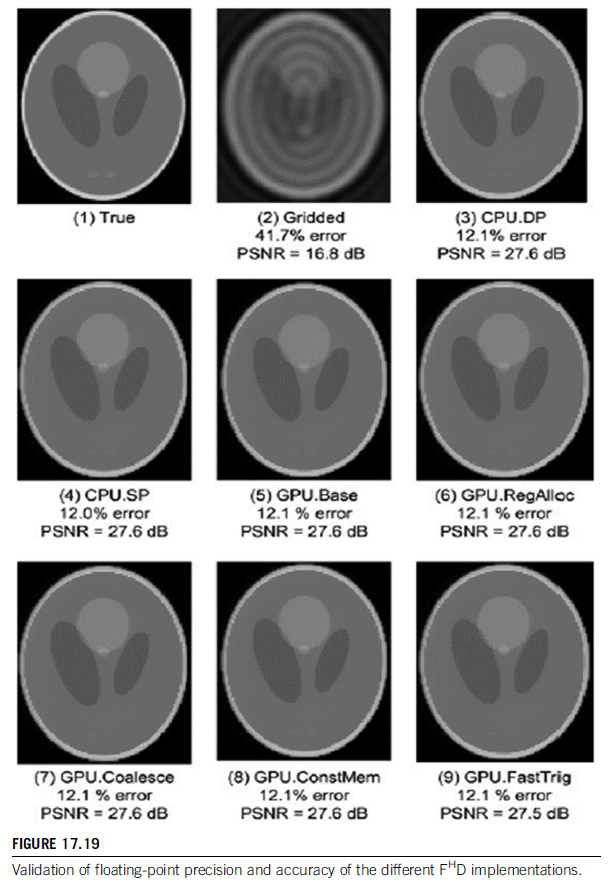 (1) True
(2) Gridded
41.7% error
PSNR = 16.8 dB
(3) CPU.DP
12.1% error
PSNR = 27.6 dB
(4) CPU.SP
12.0% error
PSNR = 27.6 dB
(5) GPU.Base
12.1 % error
PSNR = 27.6 dB
(6) GPU.RegAlloc
12.1 % error
PSNR = 27.6 dB
(7) GPU.Coalesce
12.1 % error
PSNR = 27.6 dB
(8) GPU.ConstMem
12.1% error
PSNR = 27.6 dB
(9) GPU.FastTrig
12.1 % error
PSNR = 27.5 dB
FIGURE 17.19
Validation of floating-point precision and accuracy of the different FᴴD implementations.